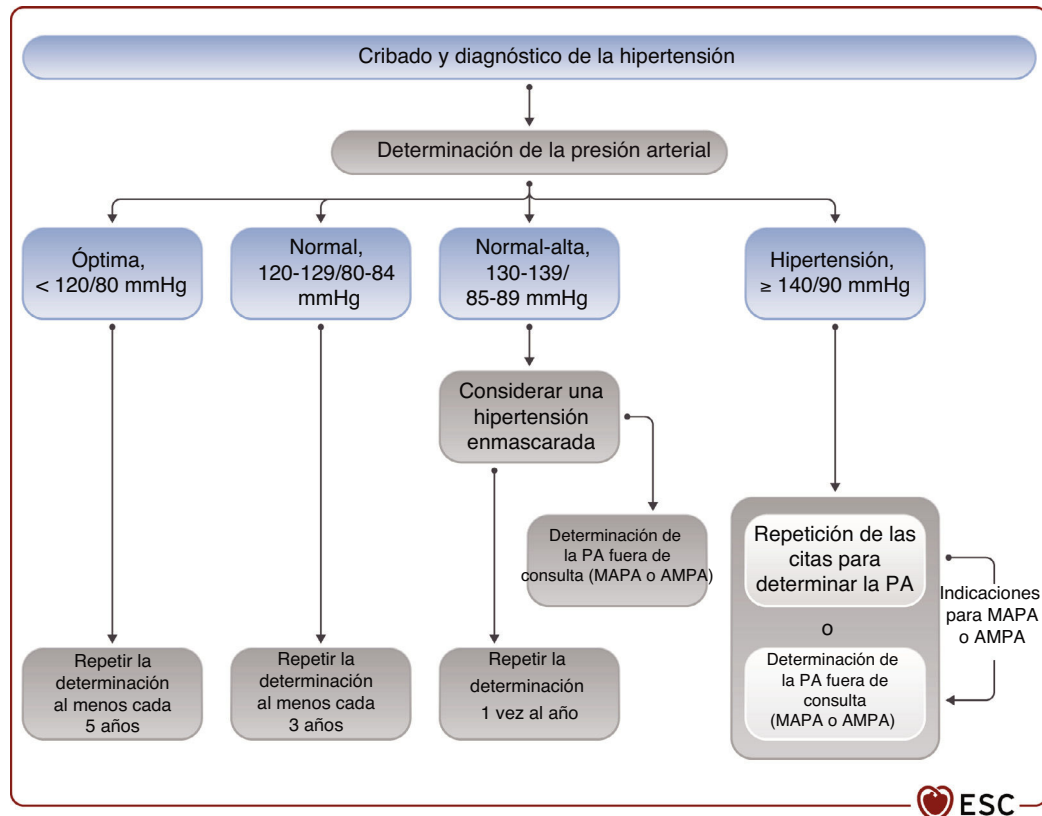 Cribado y diagnóstico de la hipertensión
Determinación de la presión arterial
Óptima,
< 120/80 mmHg
Normal,
120-129/80-84
mmHg
Normal-alta,
130-139/
85-89 mmHg
Hipertensión,
≥ 140/90 mmHg
Considerar una
hipertensión
enmascarada
Determinación de
la PA fuera de
consulta (MAPA o AMPA)
Repetición de las
citas para
determinar la PA
o
Determinación de
la PA fuera de
consulta
(MAPA o AMPA)
Indicaciones
para MAPA
o AMPA
Repetir la
determinación
al menos cada
5 años
Repetir la
determinación
al menos cada
3 años
Repetir la
determinación
1 vez al año
ESC